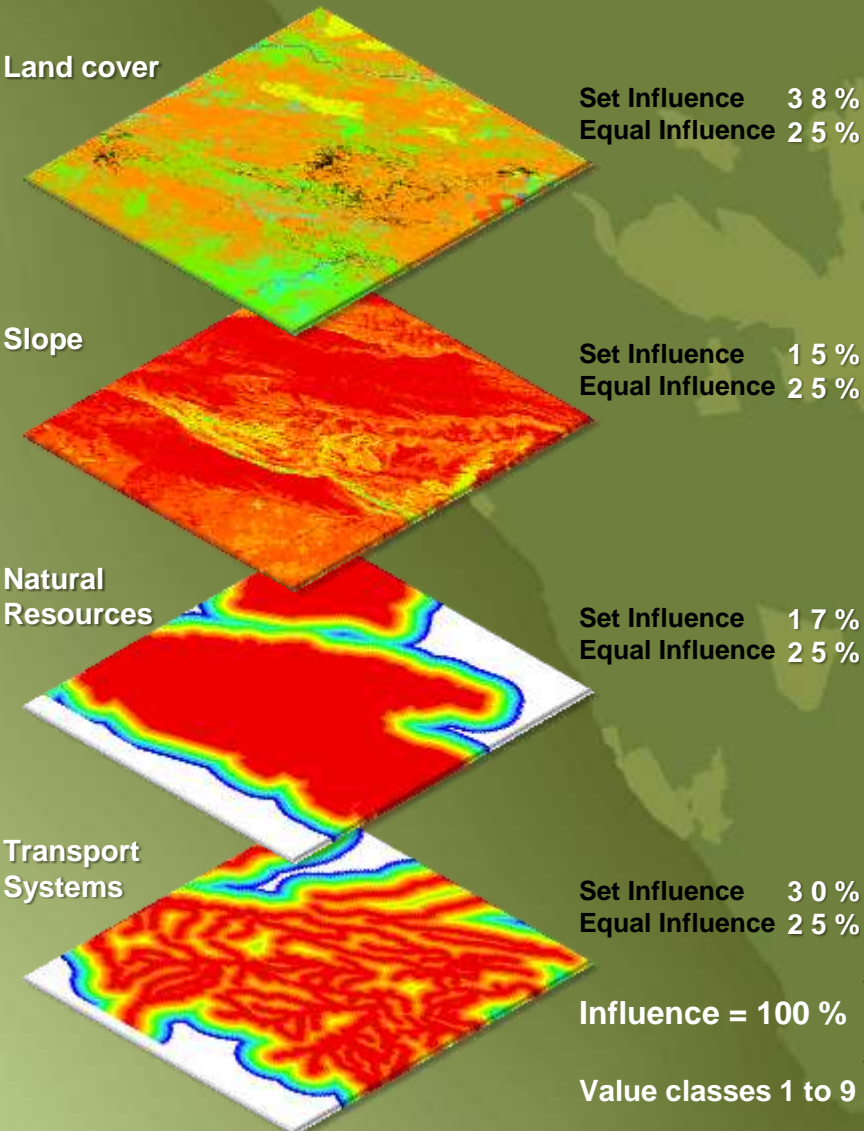 Land cover
Set Influence 38%
Equal Influence 25%
Slope
Set Influence 15%
Equal Influence 25%
Natural
Resources
Set Influence 17%
Equal Influence 25%
Transport
Systems
Set Influence 30%
Equal Influence 25%
Influence = 100 %
Value classes 1 to 9